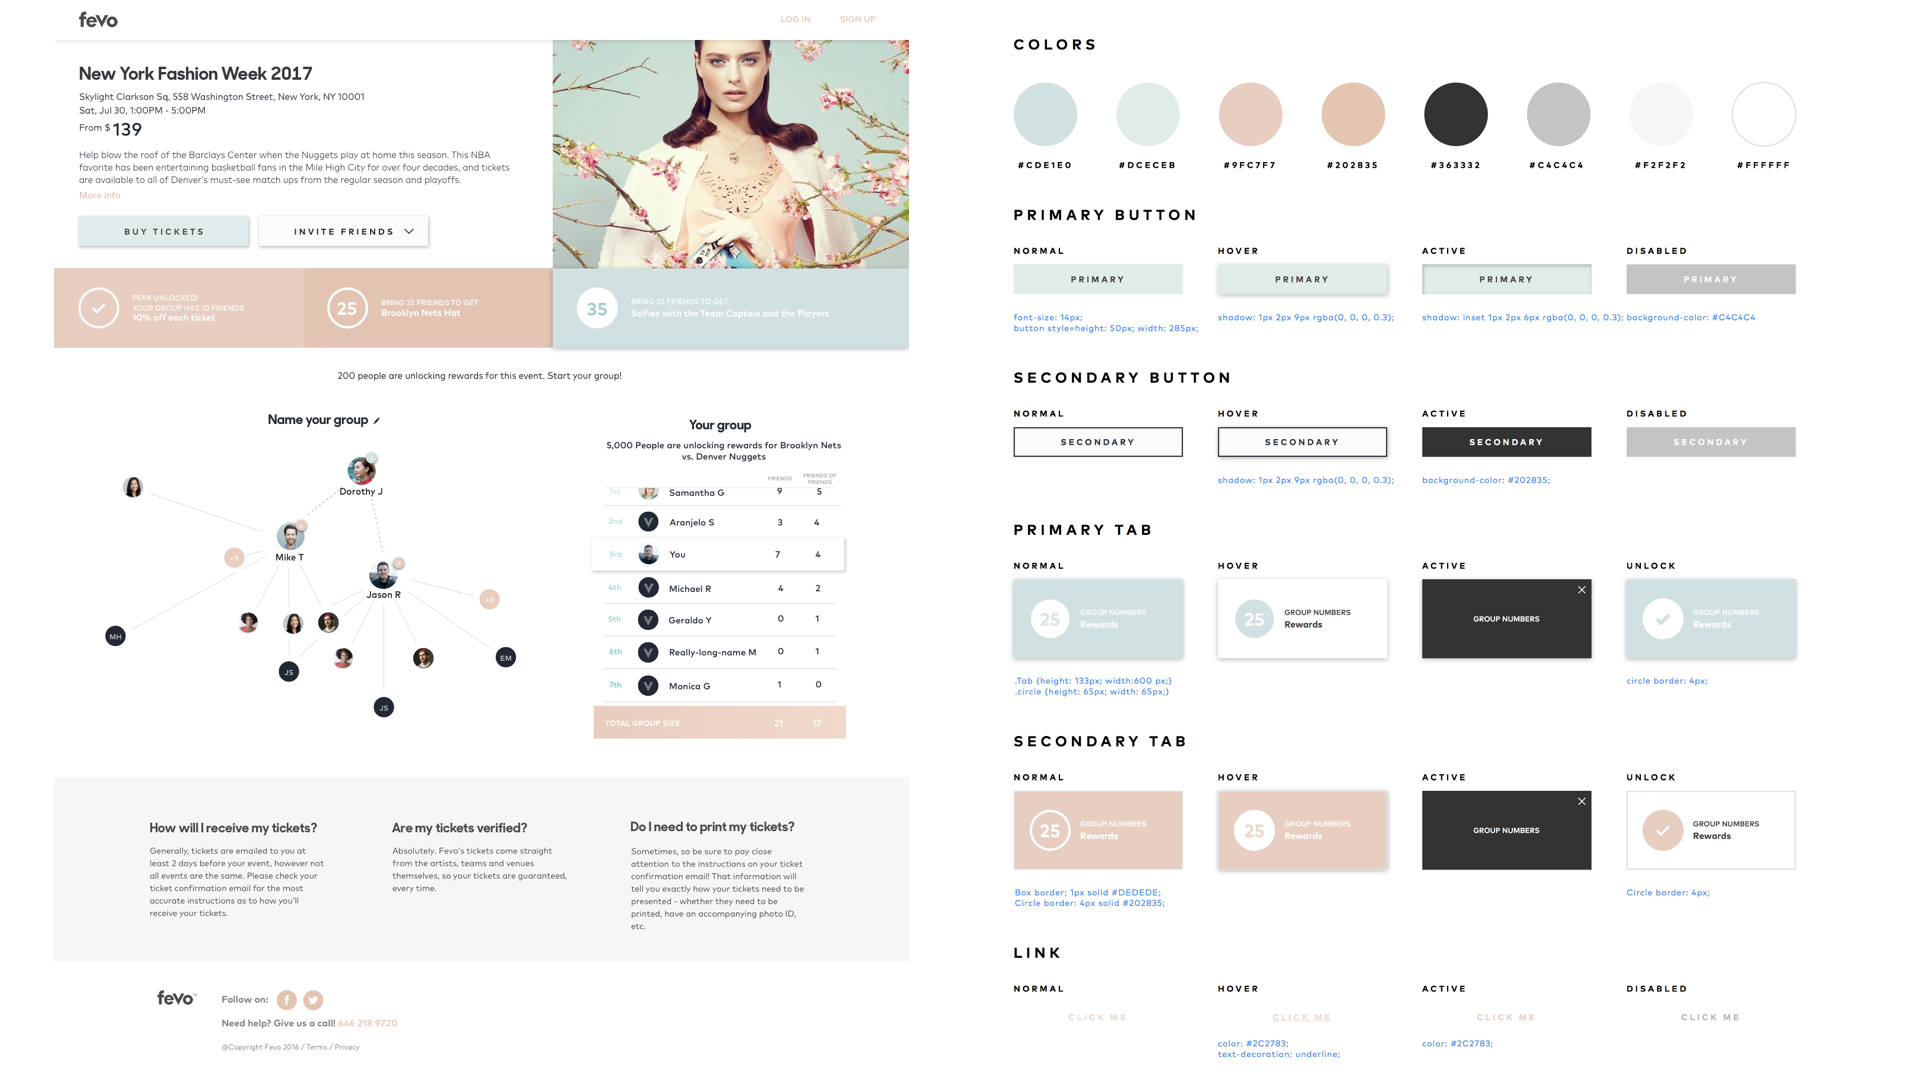 fevo
LOG IN
SIGN UP
New York Fashion Week 2017
Skylight Clarkson Sq, 558 Washington Street, New York, NY 10001
Sat, Jul 30, 1:00PM - 5:00PM
From $ 139
Help blow the roof of the Barclays Center when the Nuggets play at home this season. This NBA
favorite has been entertaining basketball fans in the Mile High City for over four decades, and tickets
are available to all of Denver's must-see match ups from the regular season and playoffs.
More info
BUY TICKETS
INVITE FRIENDS
PERK UNLOCKED!
YOUR GROUP HAS 10 FRIENDS
10% off each ticket
25
BRING 25 FRIENDS TO GET
Brooklyn Nets Hat
35
BRING 35 FRIENDS TO GET
Selfies with the Team Captain and the Players
200 people are unlocking rewards for this event. Start your group!
Name your group
Dorothy J
Mike T
Jason R
MH
JS
JS
EM
Your group
5,000 People are unlocking rewards for Brooklyn Nets
vs. Denver Nuggets
FRIENDS
FRIENDS OF
FRIENDS
1st Samantha G 9 5
2nd Aranjelo S 3 4
3rd You 7 4
4th Michael R 4 2
5th Geraldo Y 0 1
6th Really-long-name M 0 1
7th Monica G 1 0
TOTAL GROUP SIZE 21 17
How will I receive my tickets?
Generally, tickets are emailed to you at
least 2 days before your event, however not
all events are the same. Please check your
ticket confirmation email for the most
accurate instructions as to how you'll
receive your tickets.
Are my tickets verified?
Absolutely. Fevo's tickets come straight
from the artists, teams and venues
themselves, so your tickets are guaranteed,
every time.
Do I need to print my tickets?
Sometimes, so be sure to pay close
attention to the instructions on your ticket
confirmation email! That information will
tell you exactly how your tickets need to be
presented - whether they need to be
printed, have an accompanying photo ID,
etc.
fevo
Follow on:
Need help? Give us a call! 646 218 9720
@Copyright Fevo 2016 / Terms / Privacy
COLORS
#CDE1E0
#DCECEB
#9FC7F7
#202835
#363332
#C4C4C4
#F2F2F2
#FFFFFF
PRIMARY BUTTON
NORMAL
HOVER
ACTIVE
DISABLED
PRIMARY
PRIMARY
PRIMARY
PRIMARY
font-size: 14px;
button style=height: 50px; width: 285px;
shadow: 1px 2px 9px rgba(0, 0, 0, 0.3);
shadow: inset 1px 2px 6px rgba(0, 0, 0, 0.3);
background-color: #C4C4C4
SECONDARY BUTTON
NORMAL
HOVER
ACTIVE
DISABLED
SECONDARY
SECONDARY
SECONDARY
SECONDARY
shadow: 1px 2px 9px rgba(0, 0, 0, 0.3);
background-color: #202835;
PRIMARY TAB
NORMAL
HOVER
ACTIVE
UNLOCK
25
GROUP NUMBERS
Rewards
25
GROUP NUMBERS
Rewards
GROUP NUMBERS
GROUP NUMBERS
Rewards
.Tab {height: 133px; width:600 px;}
.circle {height: 65px; width: 65px;}
circle border: 4px;
SECONDARY TAB
NORMAL
HOVER
ACTIVE
UNLOCK
25
GROUP NUMBERS
Rewards
25
GROUP NUMBERS
Rewards
GROUP NUMBERS
GROUP NUMBERS
Rewards
Box border; 1px solid #DEDEDE;
Circle border: 4px solid #202835;
Circle border: 4px;
LINK
NORMAL
HOVER
ACTIVE
DISABLED
CLICK ME
CLICK ME
CLICK ME
CLICK ME
color: #2C2783;
text-decoration: underline;
color: #2C2783;